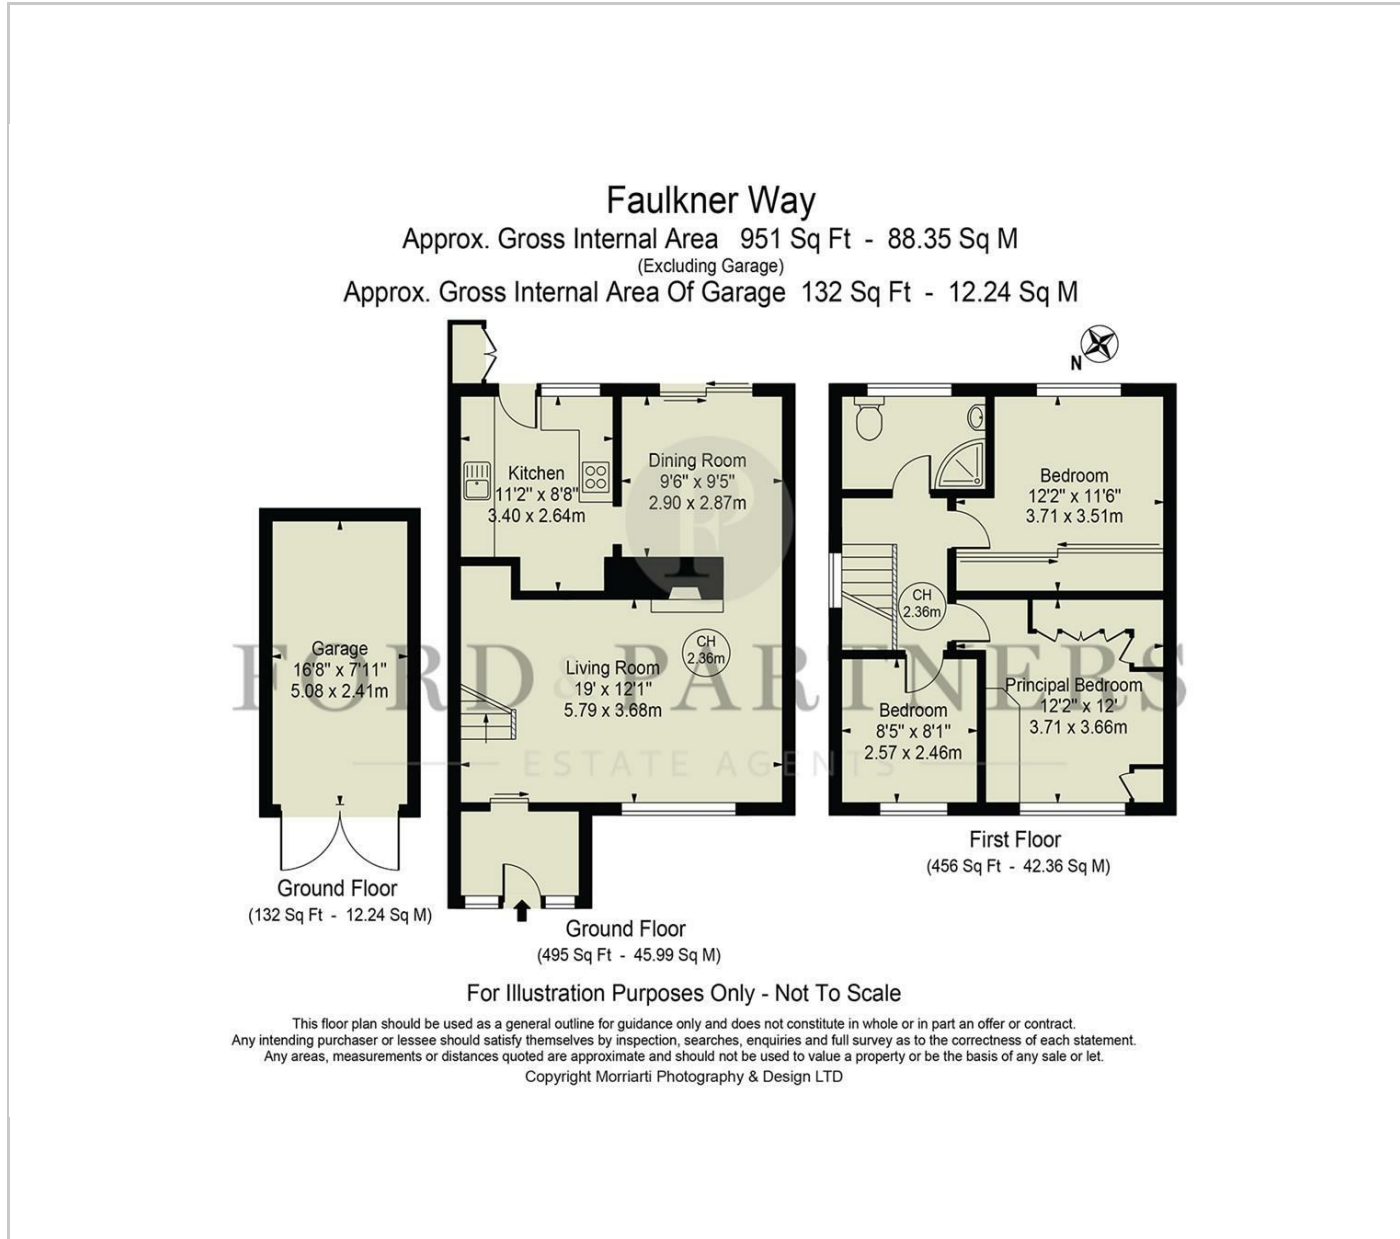 Faulkner Way
Approx. Gross Internal Area 951 Sq Ft - 88.35 Sq M
(Excluding Garage)
Approx. Gross Internal Area Of Garage 132 Sq Ft - 12.24 Sq M
N
Kitchen
11'2" x 8'8"
3.40 x 2.64m
Dining Room
9'6" x 9'5"
2.90 x 2.87m
Bedroom
12'2" x 11'6"
3.71 x 3.51m
CH
2.36m
Garage
16'8" x 7'11"
5.08 x 2.41m
Living Room
19' x 12'1"
5.79 x 3.68m
CH
2.36m
Bedroom
8'5" x 8'1"
2.57 x 2.46m
Principal Bedroom
12'2" x 12'
3.71 x 3.66m
FORD & PARTNERS
ESTATE AGENTS
First Floor
(456 Sq Ft - 42.36 Sq M)
Ground Floor
(132 Sq Ft - 12.24 Sq M)
Ground Floor
(495 Sq Ft - 45.99 Sq M)
For Illustration Purposes Only - Not To Scale
This floor plan should be used as a general outline for guidance only and does not constitute in whole or in part an offer or contract.
Any intending purchaser or lessee should satisfy themselves by inspection, searches, enquiries and full survey as to the correctness of each statement.
Any areas, measurements or distances quoted are approximate and should not be used to value a property or be the basis of any sale or let.
Copyright Morriarti Photography & Design LTD